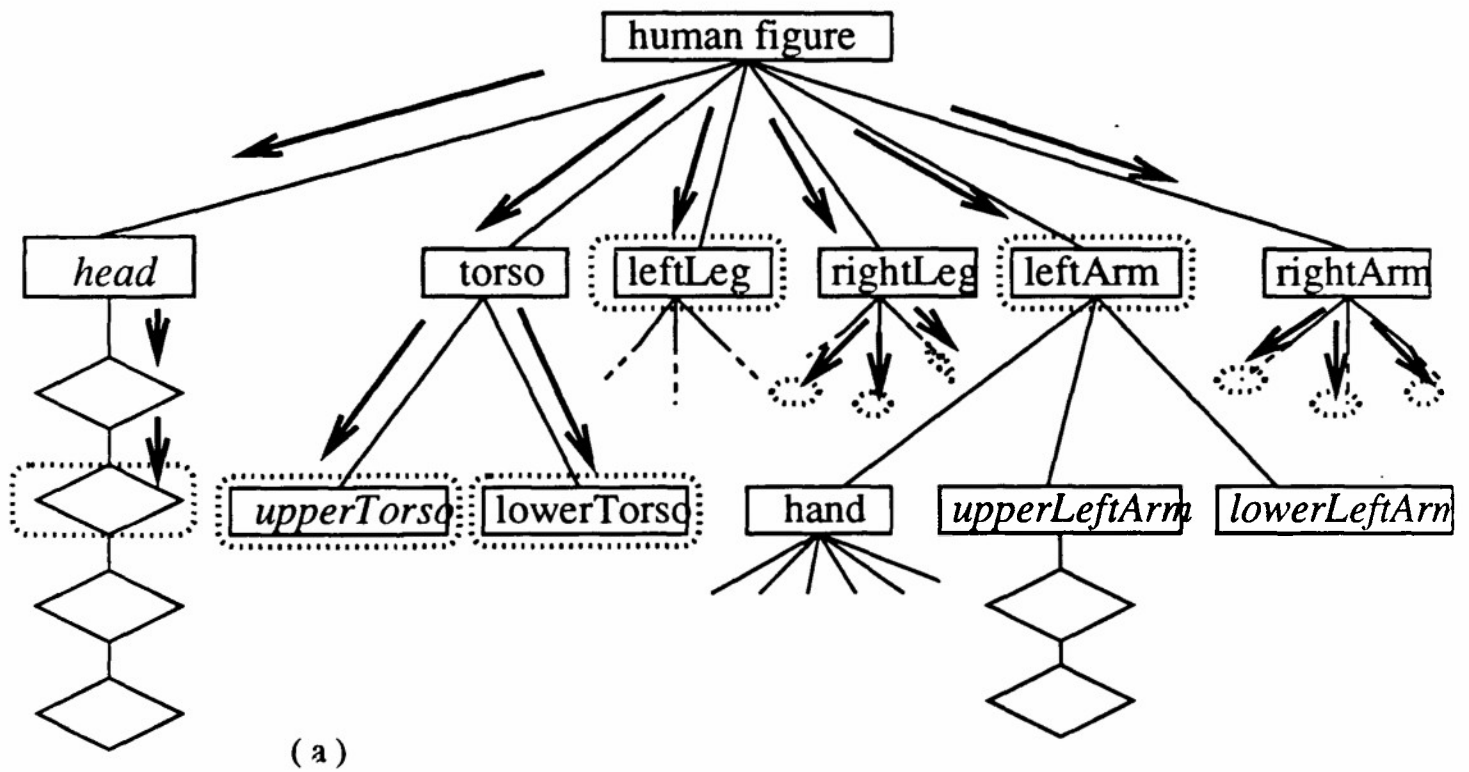 human figure
head
torso
leftLeg
rightLeg
leftArm
rightArm
upperTorso
lowerTorso
hand
upperLeftArm
lowerLeftArm
( a )